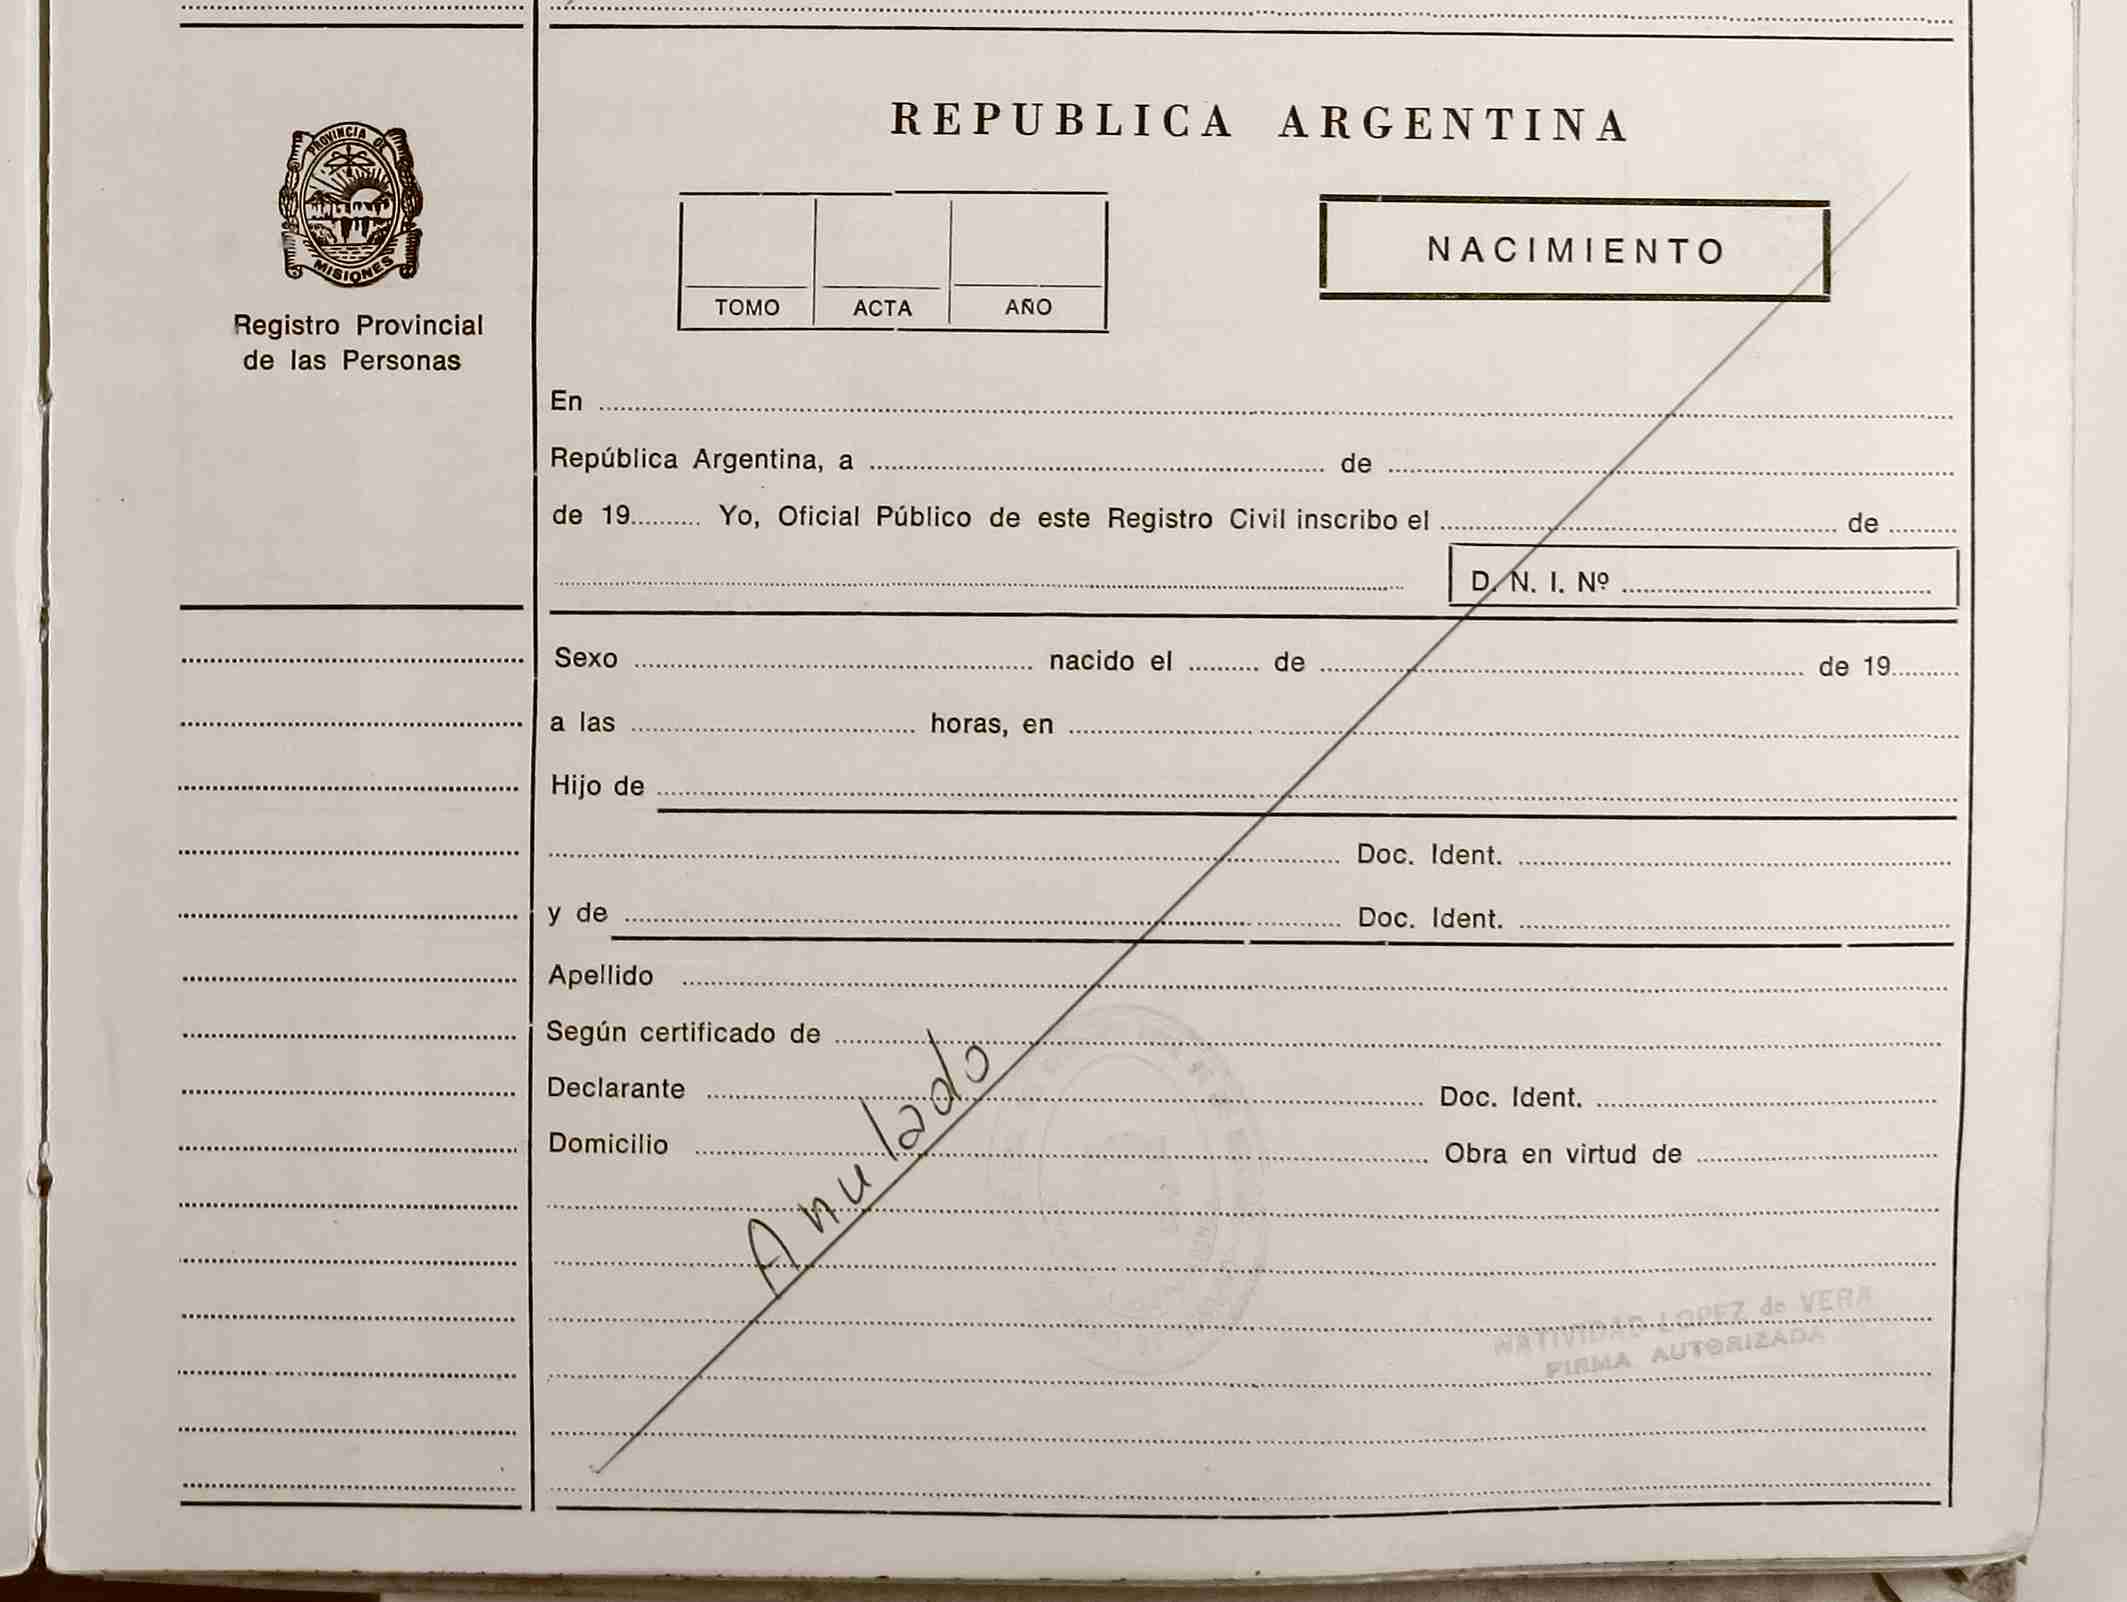 REPUBLICA ARGENTINA
PROVINCIA DE
MISIONES
Registro Provincial
de las Personas
TOMO ACTA AÑO
NACIMIENTO
En
República Argentina, a de
de 19 Yo, Oficial Público de este Registro Civil inscribo el de
D. N. I. Nº
Sexo nacido el de de 19
a las horas, en
Hijo de
Doc. Ident.
y de Doc. Ident.
Apellido
Según certificado de
Declarante Doc. Ident.
Domicilio Obra en virtud de
Anulado
NATIVIDAD LOPEZ de VERA
FIRMA AUTORIZADA